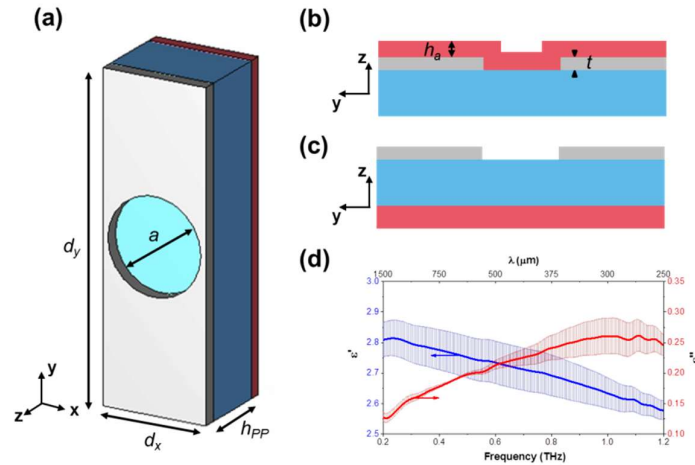 (a)
d_y
a
y
z
x
d_x
h_PP
(b)
z
y
h_a
t
(c)
z
y
(d)
λ (μm)
1500 750 500 375 300 250
3.0
2.9
2.8
2.7
2.6
2.5
ε'
0.35
0.30
0.25
0.20
0.15
0.10
0.2 0.4 0.6 0.8 1.0 1.2
Frequency (THz)